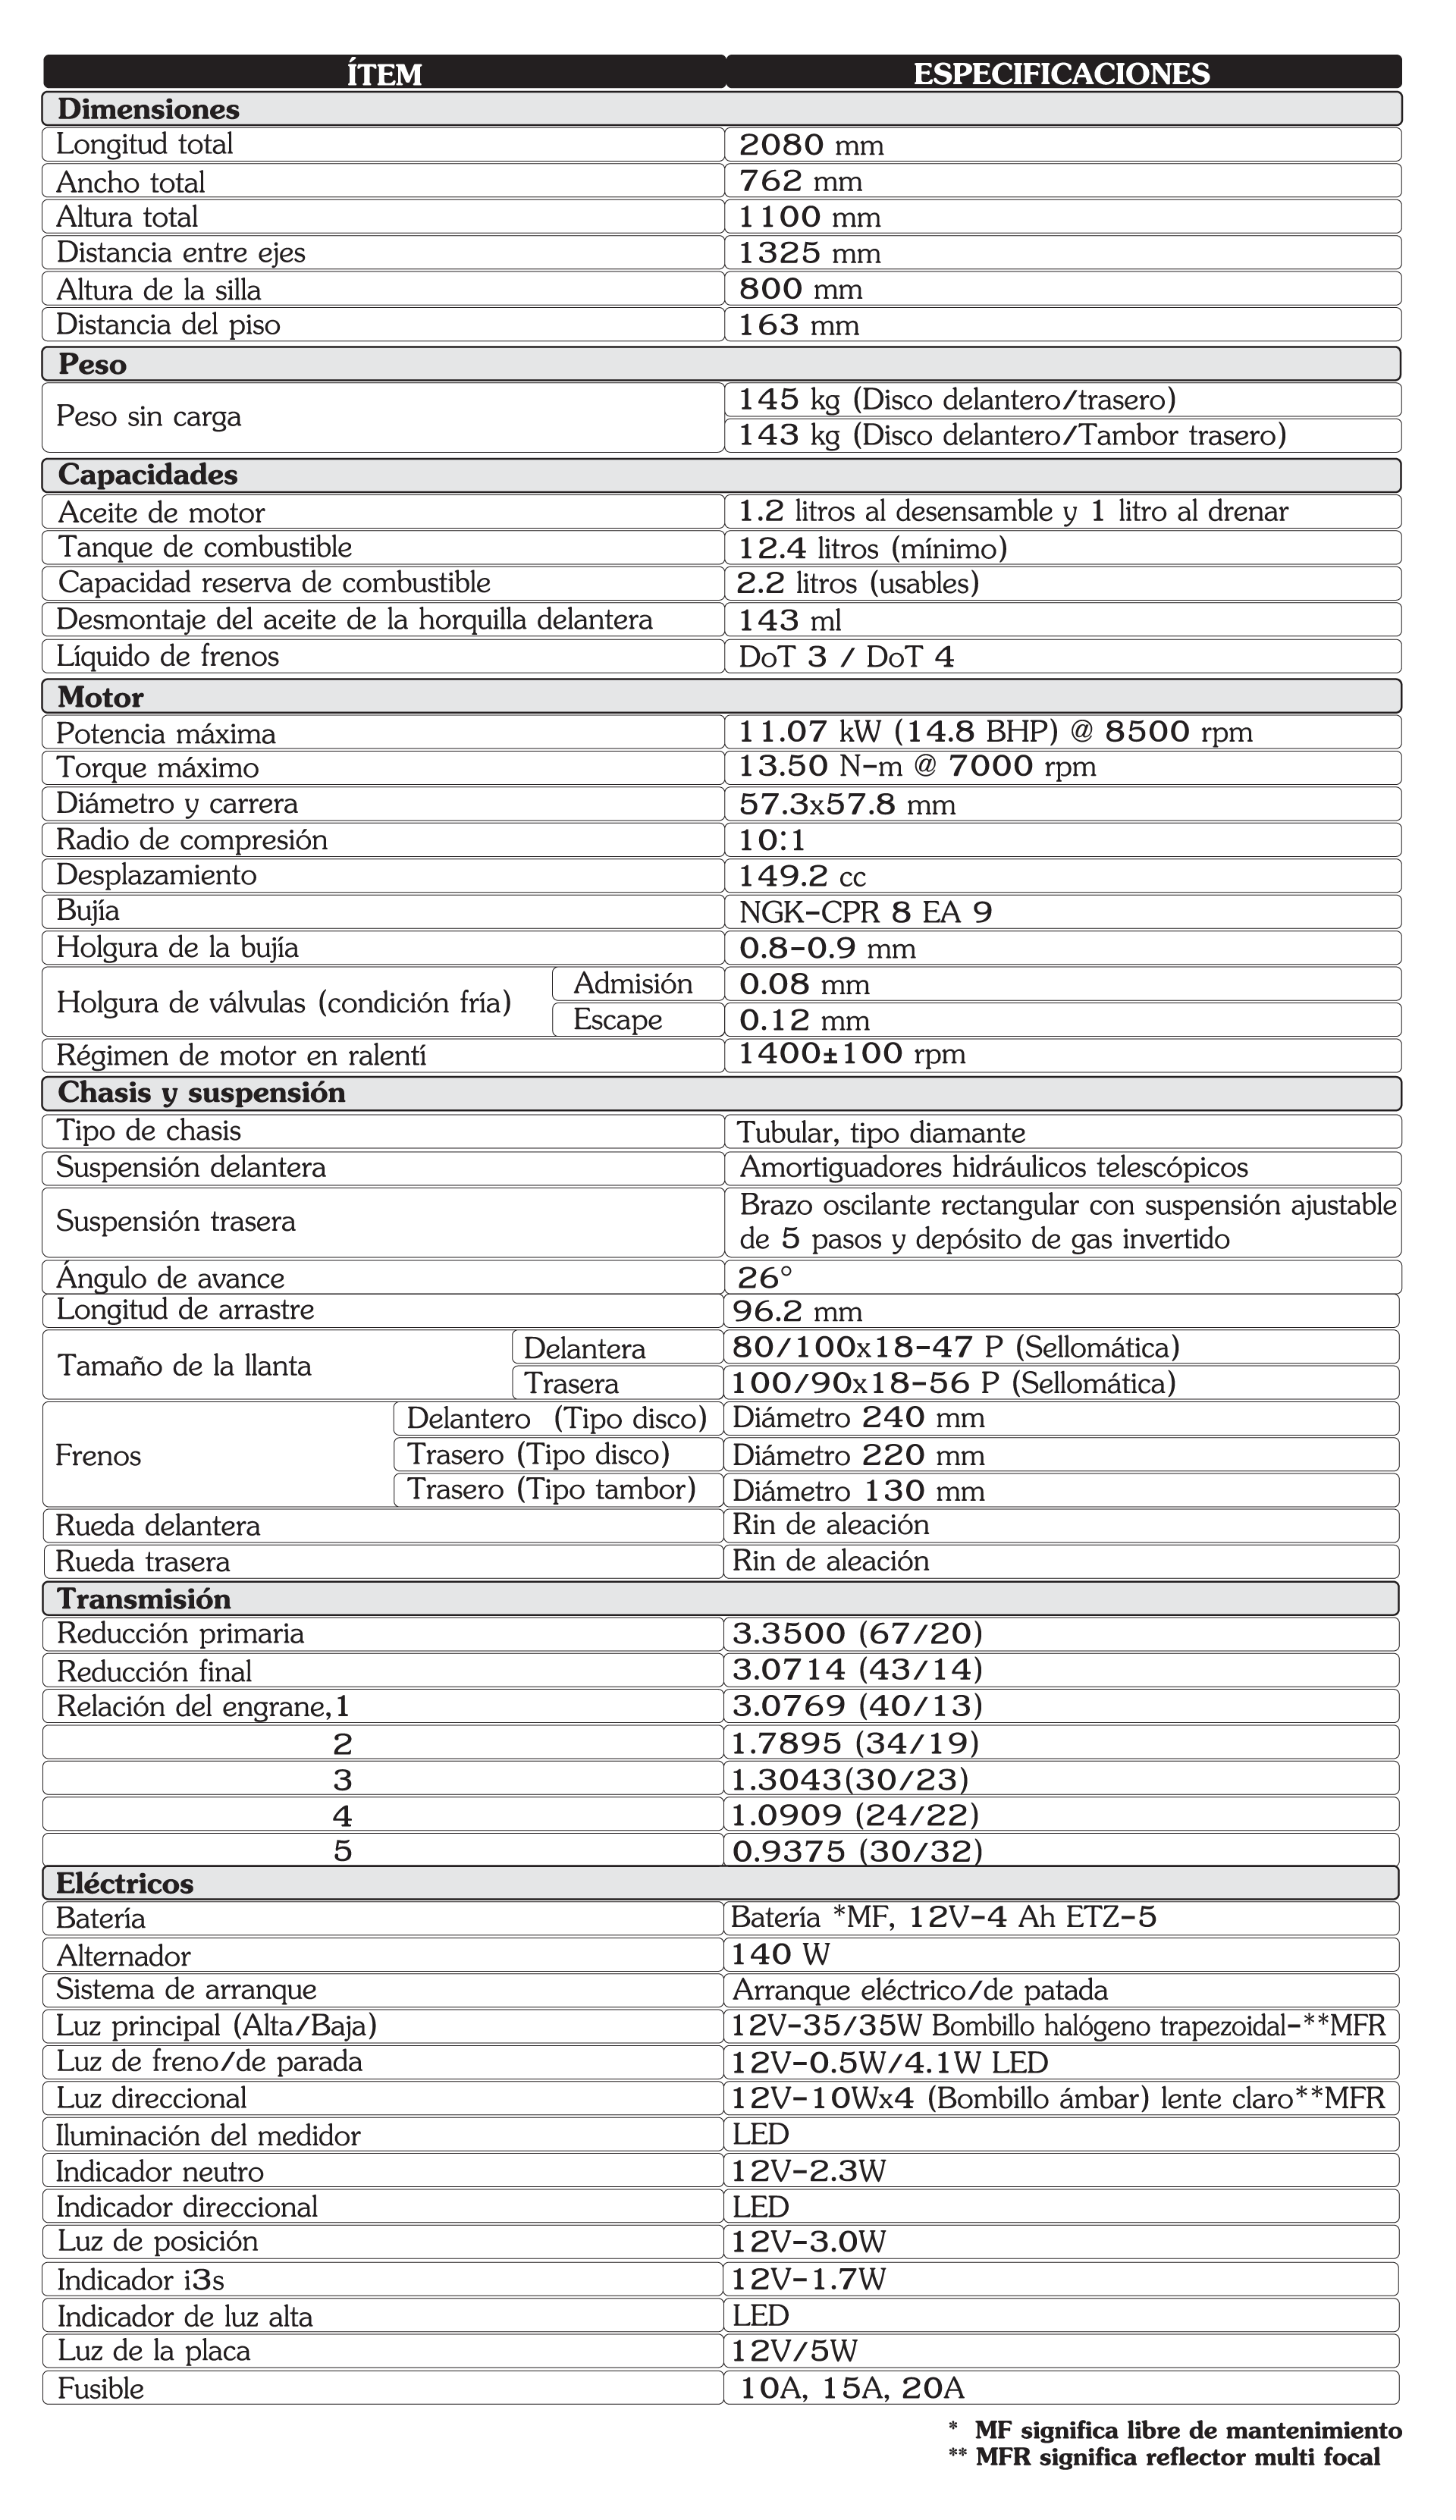 ÍTEM ESPECIFICACIONES
Dimensiones
Longitud total 2080 mm
Ancho total 762 mm
Altura total 1100 mm
Distancia entre ejes 1325 mm
Altura de la silla 800 mm
Distancia del piso 163 mm
Peso
Peso sin carga 145 kg (Disco delantero/trasero)
143 kg (Disco delantero/Tambor trasero)
Capacidades
Aceite de motor 1.2 litros al desensamble y 1 litro al drenar
Tanque de combustible 12.4 litros (mínimo)
Capacidad reserva de combustible 2.2 litros (usables)
Desmontaje del aceite de la horquilla delantera 143 ml
Líquido de frenos DoT 3 / DoT 4
Motor
Potencia máxima 11.07 kW (14.8 BHP) @ 8500 rpm
Torque máximo 13.50 N-m @ 7000 rpm
Diámetro y carrera 57.3x57.8 mm
Radio de compresión 10:1
Desplazamiento 149.2 cc
Bujía NGK-CPR 8 EA 9
Holgura de la bujía 0.8-0.9 mm
Holgura de válvulas (condición fría) Admisión 0.08 mm
Escape 0.12 mm
Régimen de motor en ralentí 1400±100 rpm
Chasis y suspensión
Tipo de chasis Tubular, tipo diamante
Suspensión delantera Amortiguadores hidráulicos telescópicos
Suspensión trasera Brazo oscilante rectangular con suspensión ajustable
de 5 pasos y depósito de gas invertido
Ángulo de avance 26°
Longitud de arrastre 96.2 mm
Tamaño de la llanta Delantera 80/100x18-47 P (Sellomática)
Trasera 100/90x18-56 P (Sellomática)
Frenos Delantero (Tipo disco) Diámetro 240 mm
Trasero (Tipo disco) Diámetro 220 mm
Trasero (Tipo tambor) Diámetro 130 mm
Rueda delantera Rin de aleación
Rueda trasera Rin de aleación
Transmisión
Reducción primaria 3.3500 (67/20)
Reducción final 3.0714 (43/14)
Relación del engrane,1 3.0769 (40/13)
2 1.7895 (34/19)
3 1.3043(30/23)
4 1.0909 (24/22)
5 0.9375 (30/32)
Eléctricos
Batería Batería *MF, 12V-4 Ah ETZ-5
Alternador 140 W
Sistema de arranque Arranque eléctrico/de patada
Luz principal (Alta/Baja) 12V-35/35W Bombillo halógeno trapezoidal-**MFR
Luz de freno/de parada 12V-0.5W/4.1W LED
Luz direccional 12V-10Wx4 (Bombillo ámbar) lente claro**MFR
Iluminación del medidor LED
Indicador neutro 12V-2.3W
Indicador direccional LED
Luz de posición 12V-3.0W
Indicador i3s 12V-1.7W
Indicador de luz alta LED
Luz de la placa 12V/5W
Fusible 10A, 15A, 20A
* MF significa libre de mantenimiento
** MFR significa reflector multi focal